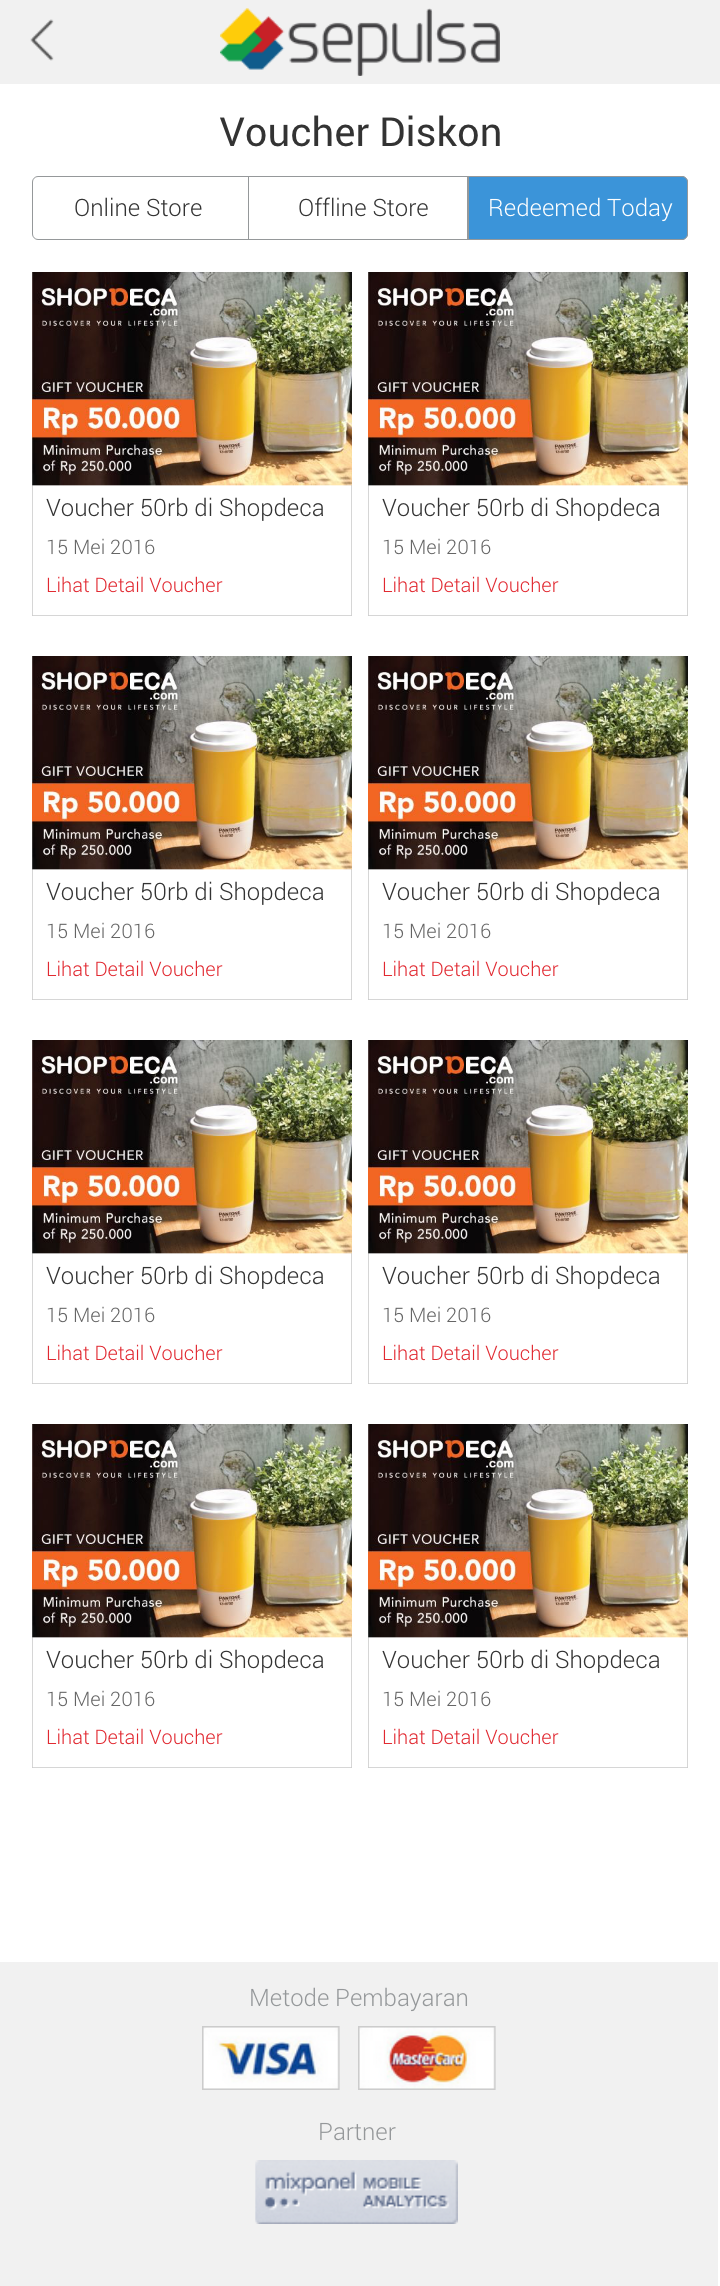 sepulsa
Voucher Diskon
Online Store
Offline Store
Redeemed Today
SHOPDECA
.com
DISCOVER YOUR LIFESTYLE
GIFT VOUCHER
Rp 50.000
Minimum Purchase
of Rp 250.000
PANTONE
Voucher 50rb di Shopdeca
15 Mei 2016
Lihat Detail Voucher
SHOPDECA
.com
DISCOVER YOUR LIFESTYLE
GIFT VOUCHER
Rp 50.000
Minimum Purchase
of Rp 250.000
PANTONE
Voucher 50rb di Shopdeca
15 Mei 2016
Lihat Detail Voucher
SHOPDECA
.com
DISCOVER YOUR LIFESTYLE
GIFT VOUCHER
Rp 50.000
Minimum Purchase
of Rp 250.000
PANTONE
Voucher 50rb di Shopdeca
15 Mei 2016
Lihat Detail Voucher
SHOPDECA
.com
DISCOVER YOUR LIFESTYLE
GIFT VOUCHER
Rp 50.000
Minimum Purchase
of Rp 250.000
PANTONE
Voucher 50rb di Shopdeca
15 Mei 2016
Lihat Detail Voucher
SHOPDECA
.com
DISCOVER YOUR LIFESTYLE
GIFT VOUCHER
Rp 50.000
Minimum Purchase
of Rp 250.000
PANTONE
Voucher 50rb di Shopdeca
15 Mei 2016
Lihat Detail Voucher
SHOPDECA
.com
DISCOVER YOUR LIFESTYLE
GIFT VOUCHER
Rp 50.000
Minimum Purchase
of Rp 250.000
PANTONE
Voucher 50rb di Shopdeca
15 Mei 2016
Lihat Detail Voucher
SHOPDECA
.com
DISCOVER YOUR LIFESTYLE
GIFT VOUCHER
Rp 50.000
Minimum Purchase
of Rp 250.000
PANTONE
Voucher 50rb di Shopdeca
15 Mei 2016
Lihat Detail Voucher
SHOPDECA
.com
DISCOVER YOUR LIFESTYLE
GIFT VOUCHER
Rp 50.000
Minimum Purchase
of Rp 250.000
PANTONE
Voucher 50rb di Shopdeca
15 Mei 2016
Lihat Detail Voucher
Metode Pembayaran
VISA
MasterCard
Partner
mixpanel MOBILE
ANALYTICS